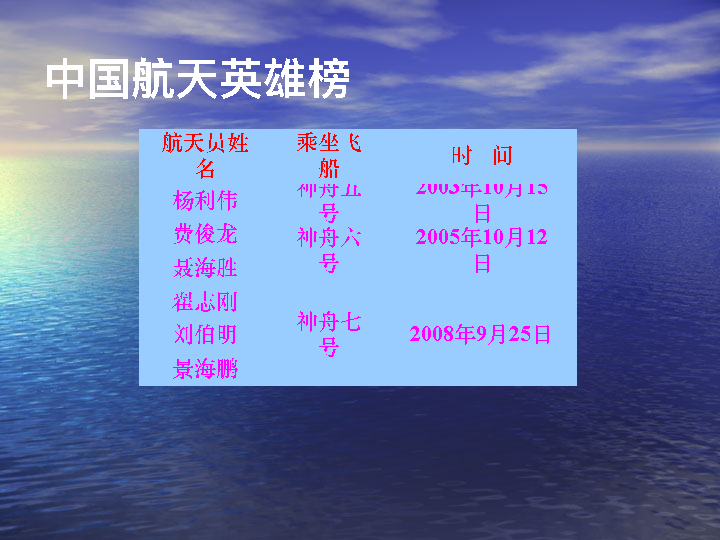 中国航天英雄榜
航天员姓
名
乘坐飞
船
时 间
杨利伟
神舟五
号
2003年10月15
日
费俊龙
聂海胜
神舟六
号
2005年10月12
日
翟志刚
刘伯明
景海鹏
神舟七
号
2008年9月25日